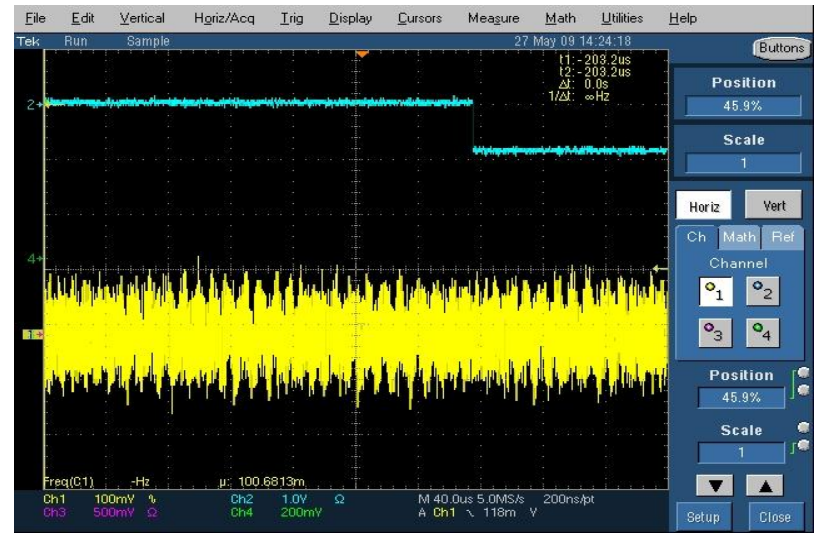 File Edit Vertical Horiz/Acq Trig Display Cursors Measure Math Utilities Help
Tek Run Sample 27 May 09 14:24:18
Buttons
t1: -203.2us
t2: -203.2us
Δt: 0.0s
1/Δt: ∞Hz
Position
45.9%
Scale
1
Horiz Vert
Ch Math Ref
Channel
1 2
3 4
Position
45.9%
Scale
1
Setup Close
2
4
1
Freq(C1) -Hz µ: 100.6813m
Ch1 100mV Ch2 1.0V Ω M 40.0us 5.0MS/s 200ns/pt
Ch3 500mV Ω Ch4 200mV A Ch1 \ 118m V